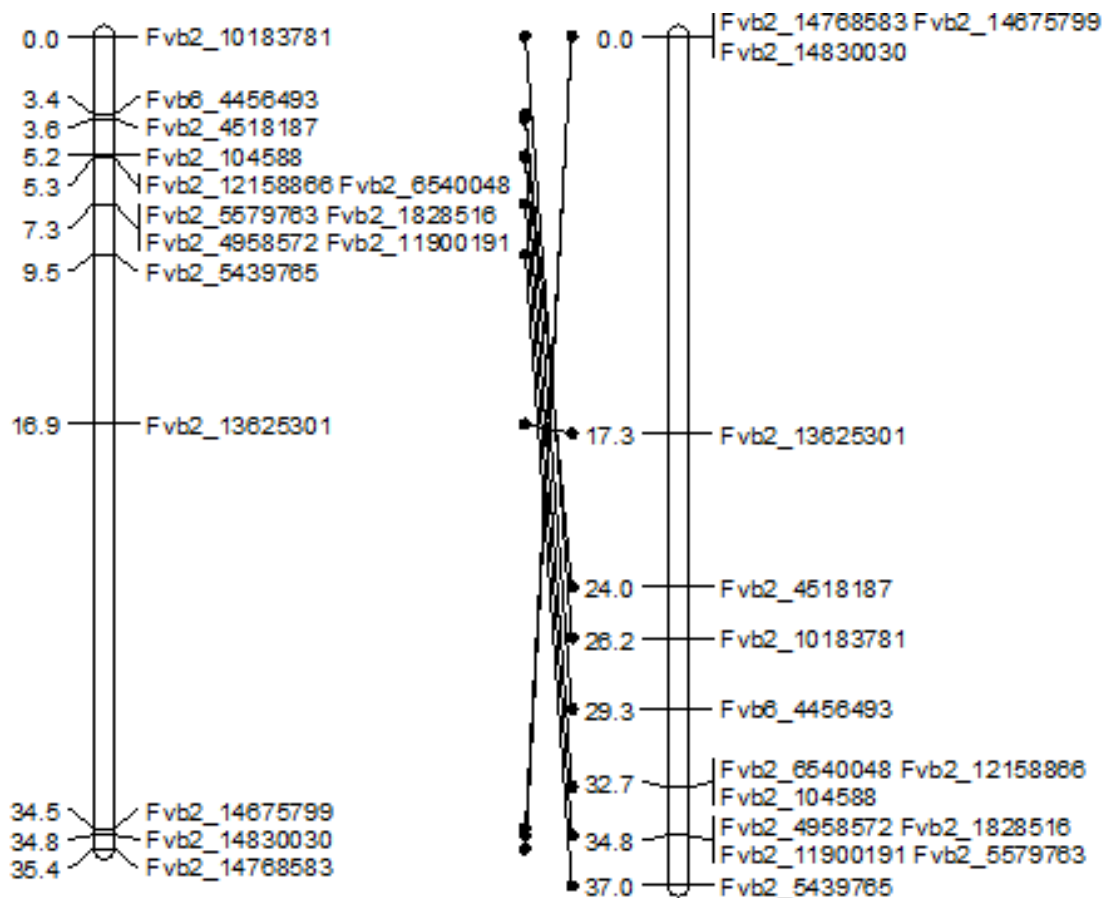 0.0 Fvb2_10183781
3.4 Fvb6_4456493
3.6 Fvb2_4518187
5.2 Fvb2_104588
5.3 Fvb2_12158866 Fvb2_6540048
7.3 Fvb2_5579763 Fvb2_1828516
Fvb2_4958572 Fvb2_11900191
9.5 Fvb2_5439765
16.9 Fvb2_13625301
34.5 Fvb2_14675799
34.8 Fvb2_14830030
35.4 Fvb2_14768583
0.0 Fvb2_14768583 Fvb2_14675799
Fvb2_14830030
17.3 Fvb2_13625301
24.0 Fvb2_4518187
26.2 Fvb2_10183781
29.3 Fvb6_4456493
32.7 Fvb2_6540048 Fvb2_12158866
Fvb2_104588
34.8 Fvb2_4958572 Fvb2_1828516
Fvb2_11900191 Fvb2_5579763
37.0 Fvb2_5439765